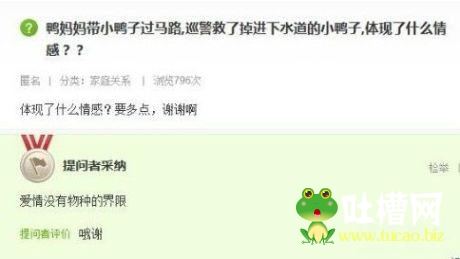 鸭妈妈带小鸭子过马路,巡警救了掉进下水道的小鸭子,体现了什么情
感？？
匿名 | 分类：家庭关系 | 浏览796次
体现了什么情感？要多点，谢谢啊
提问者采纳
检举
爱情没有物种的界限
提问者评价 哦谢
吐槽网
www.tucao.biz